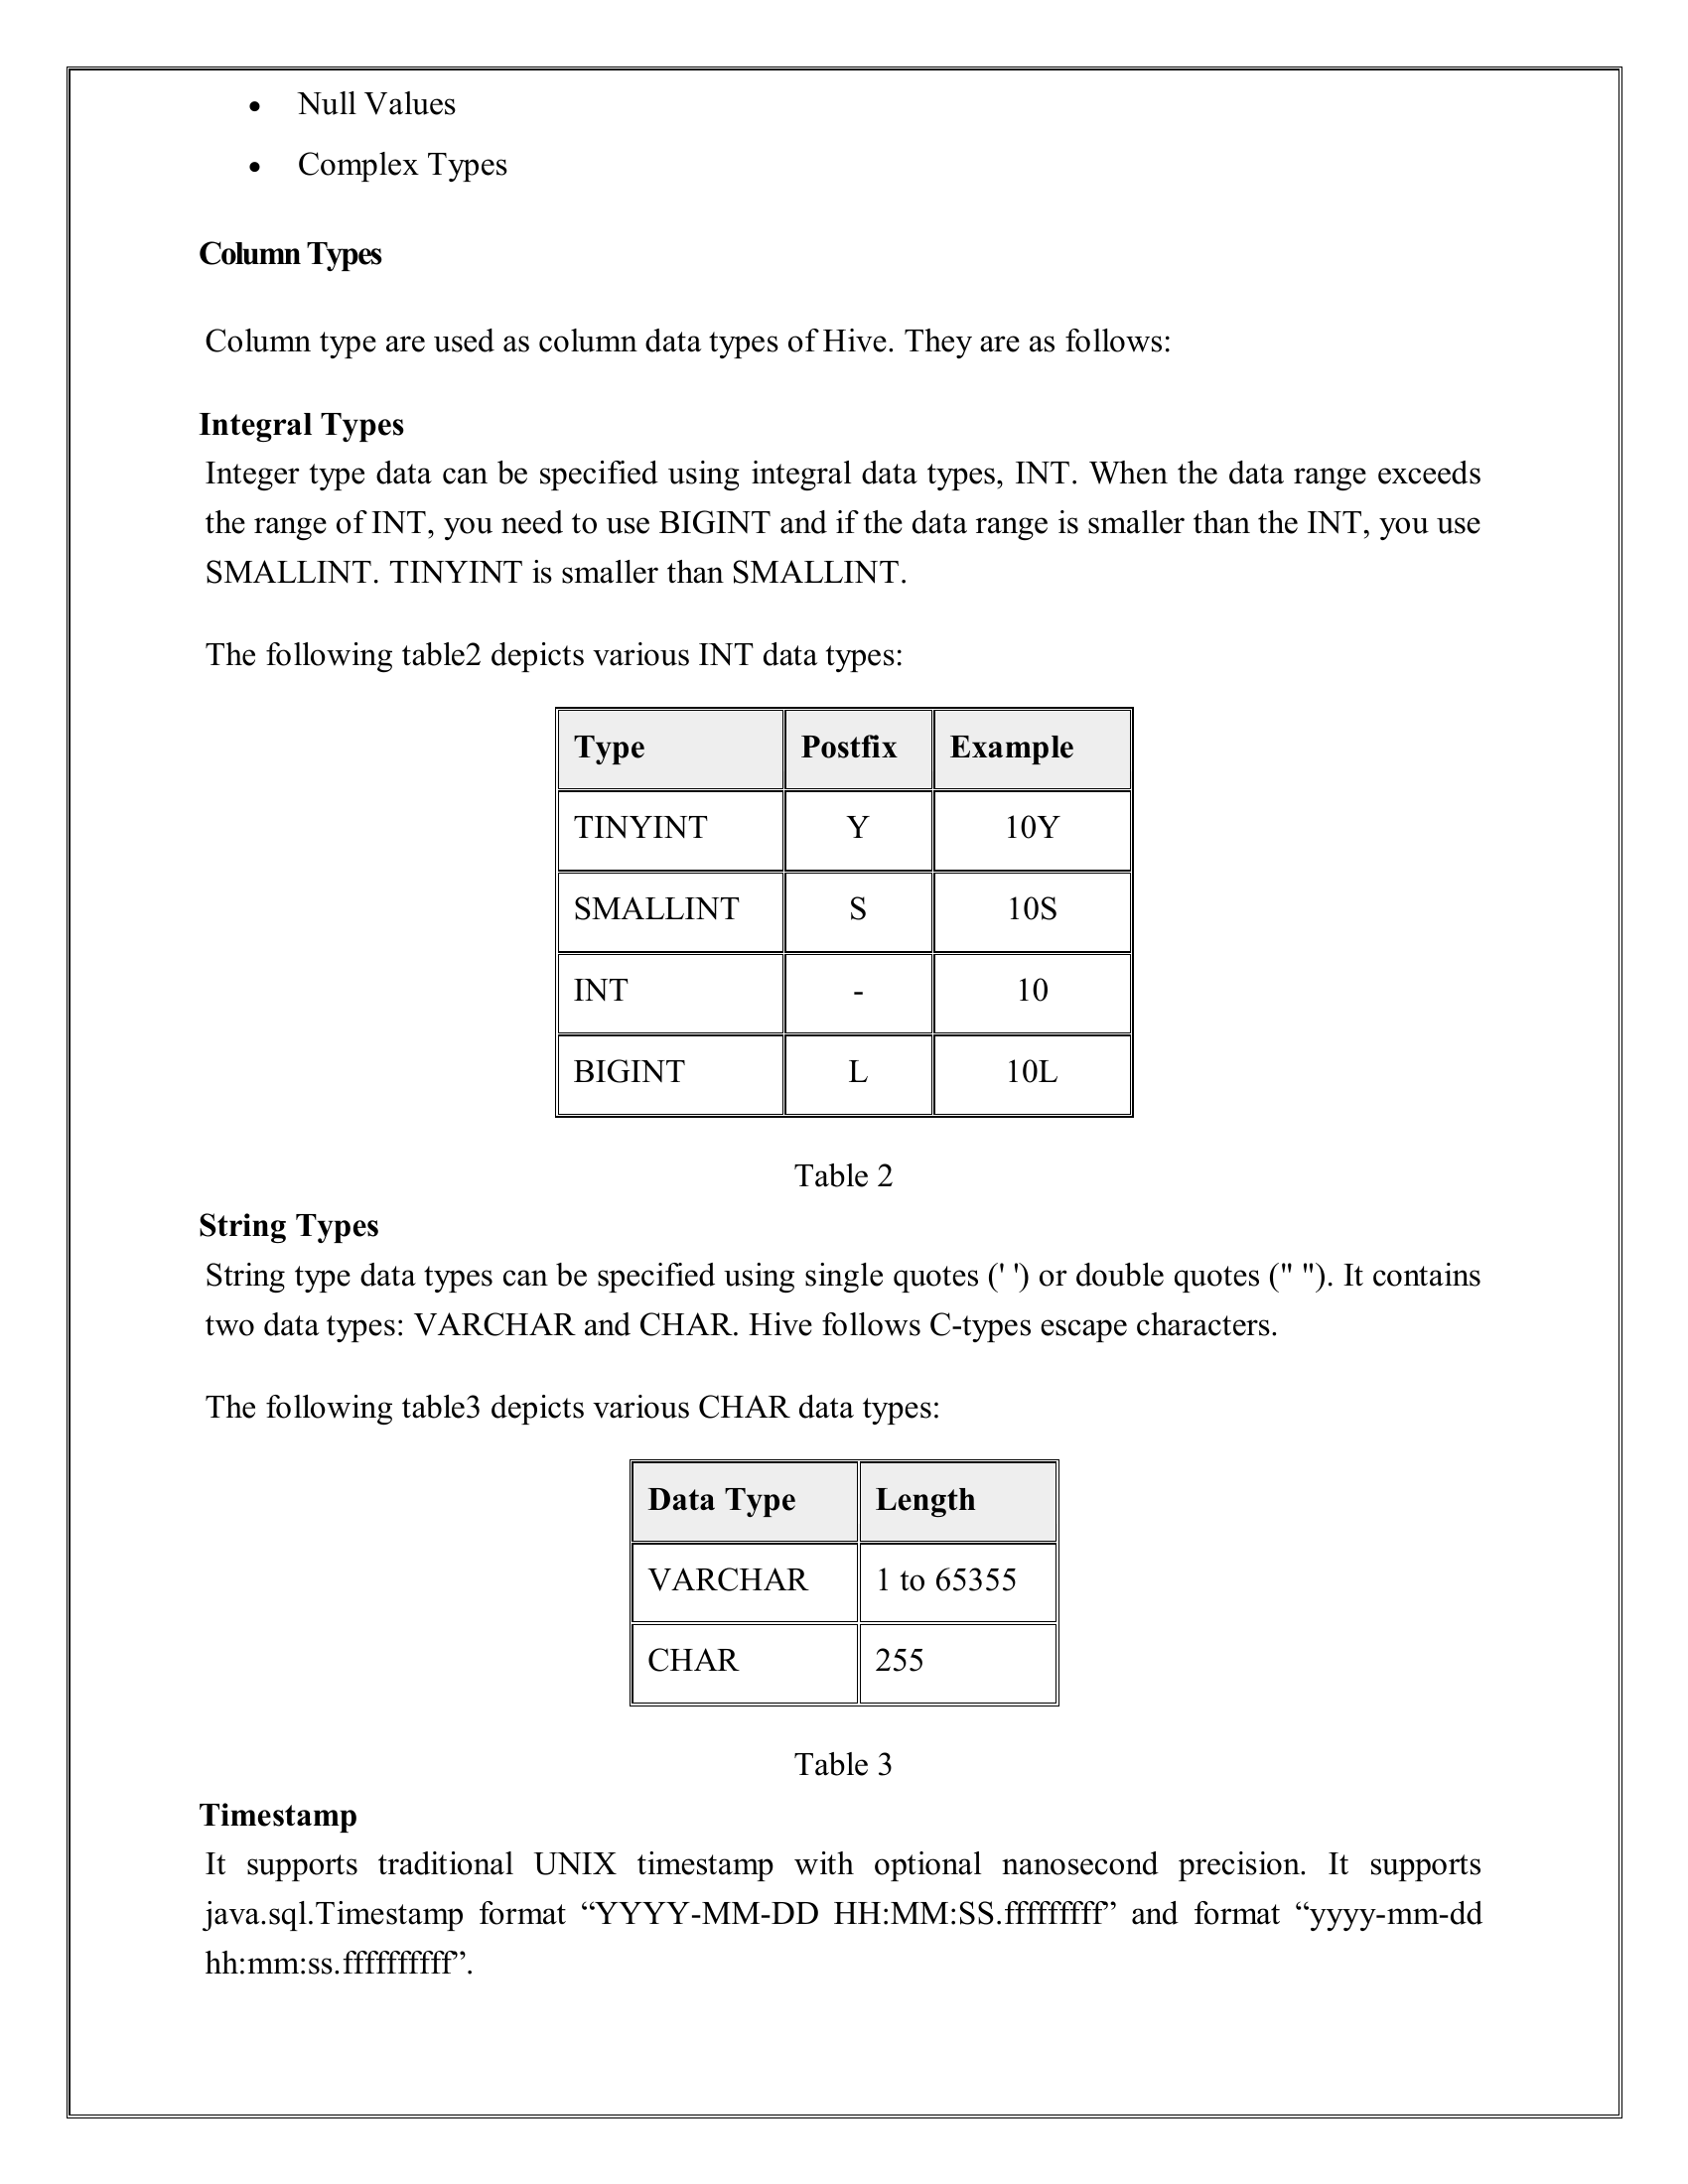 • Null Values
• Complex Types
Column Types
Column type are used as column data types of Hive. They are as follows:
Integral Types
Integer type data can be specified using integral data types, INT. When the data range exceeds
the range of INT, you need to use BIGINT and if the data range is smaller than the INT, you use
SMALLINT. TINYINT is smaller than SMALLINT.
The following table2 depicts various INT data types:
Type Postfix Example
TINYINT Y 10Y
SMALLINT S 10S
INT - 10
BIGINT L 10L
Table 2
String Types
String type data types can be specified using single quotes (' ') or double quotes (" "). It contains
two data types: VARCHAR and CHAR. Hive follows C-types escape characters.
The following table3 depicts various CHAR data types:
Data Type Length
VARCHAR 1 to 65355
CHAR 255
Table 3
Timestamp
It supports traditional UNIX timestamp with optional nanosecond precision. It supports
java.sql.Timestamp format “YYYY-MM-DD HH:MM:SS.fffffffff” and format “yyyy-mm-dd
hh:mm:ss.ffffffffff”.